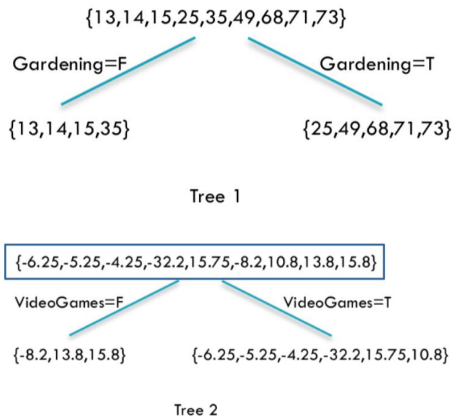 {13,14,15,25,35,49,68,71,73}
Gardening=F Gardening=T
{13,14,15,35} {25,49,68,71,73}
Tree 1
{-6.25,-5.25,-4.25,-32.2,15.75,-8.2,10.8,13.8,15.8}
VideoGames=F VideoGames=T
{-8.2,13.8,15.8} {-6.25,-5.25,-4.25,-32.2,15.75,10.8}
Tree 2